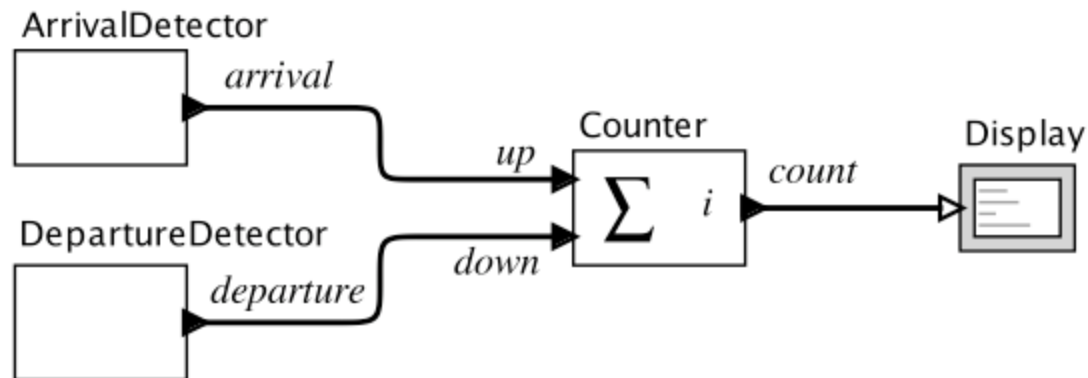 ArrivalDetector
arrival
Counter
up
Σ i
count
Display
DepartureDetector
down
departure